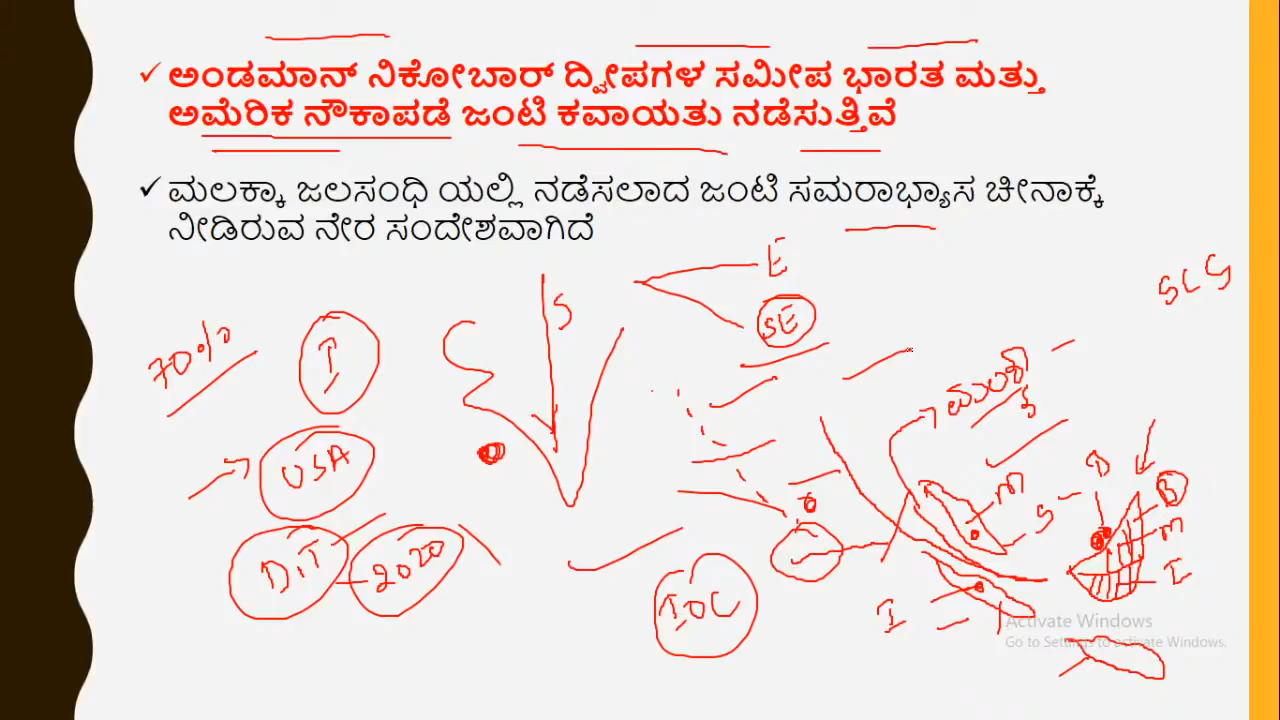 ಅಂಡಮಾನ್ ನಿಕೋಬಾರ್ ದ್ವೀಪಗಳ ಸಮೀಪ ಭಾರತ ಮತ್ತು
ಅಮೆರಿಕ ನೌಕಾಪಡೆ ಜಂಟಿ ಕವಾಯತು ನಡೆಸುತ್ತಿವೆ
ಮಲಕ್ಕಾ ಜಲಸಂಧಿ ಯಲ್ಲಿ ನಡೆಸಲಾದ ಜಂಟಿ ಸಮರಾಭ್ಯಾಸ ಚೀನಾಕ್ಕೆ
ನೀಡಿರುವ ನೇರ ಸಂದೇಶವಾಗಿದೆ
E
SCS
S
SE
70%
I
USA
D
M
S
B
M
I
D.T
2020
IOC
I
Activate Windows
Go to Settings to activate Windows.